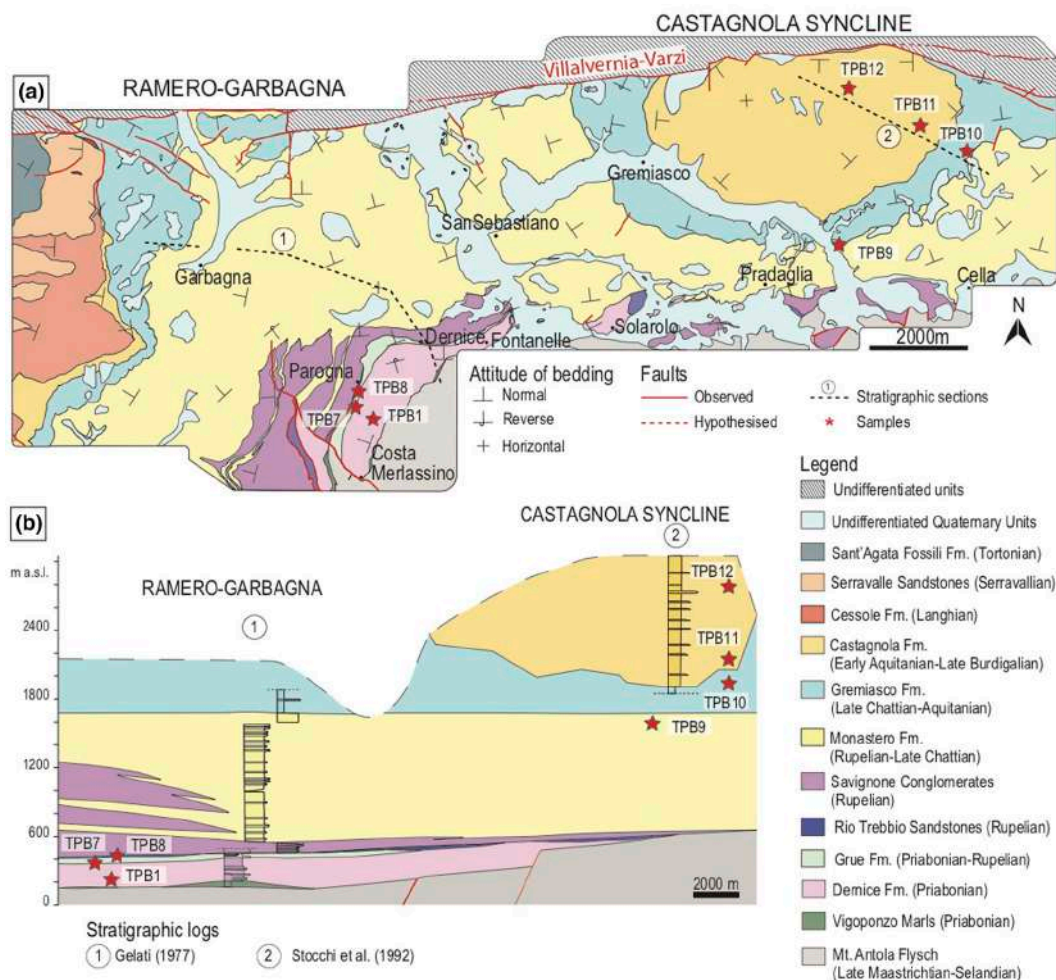 CASTAGNOLA SYNCLINE
(a)
RAMERO-GARBAGNA
Villalvernia-Varzi
TPB12
TPB11
2
TPB10
Gremiasco
SanSebastiano
1
Garbagna
TPB9
Pradaglia
Cella
Dernice
Fontanelle
Solarolo
N
2000m
Parogna
TPB8
TPB7
TPB1
Costa
Merlassino
Attitude of bedding
Normal
Reverse
Horizontal
Faults
Observed
Hypothesised
1
Stratigraphic sections
Samples
Legend
Undifferentiated units
Undifferentiated Quaternary Units
Sant'Agata Fossili Fm. (Tortonian)
Serravalle Sandstones (Serravallian)
Cessole Fm. (Langhian)
Castagnola Fm.
(Early Aquitanian-Late Burdigalian)
Gremiasco Fm.
(Late Chattian-Aquitanian)
Monastero Fm.
(Rupelian-Late Chattian)
Savignone Conglomerates
(Rupelian)
Rio Trebbio Sandstones (Rupelian)
Grue Fm. (Priabonian-Rupelian)
Dernice Fm. (Priabonian)
Vigoponzo Marls (Priabonian)
Mt. Antola Flysch
(Late Maastrichtian-Selandian)
(b)
CASTAGNOLA SYNCLINE
2
m a.s.l.
RAMERO-GARBAGNA
1
TPB12
2400
TPB11
1800
TPB10
TPB9
1200
600
TPB7
TPB8
TPB1
0
2000 m
Stratigraphic logs
1 Gelati (1977)
2 Stocchi et al. (1992)